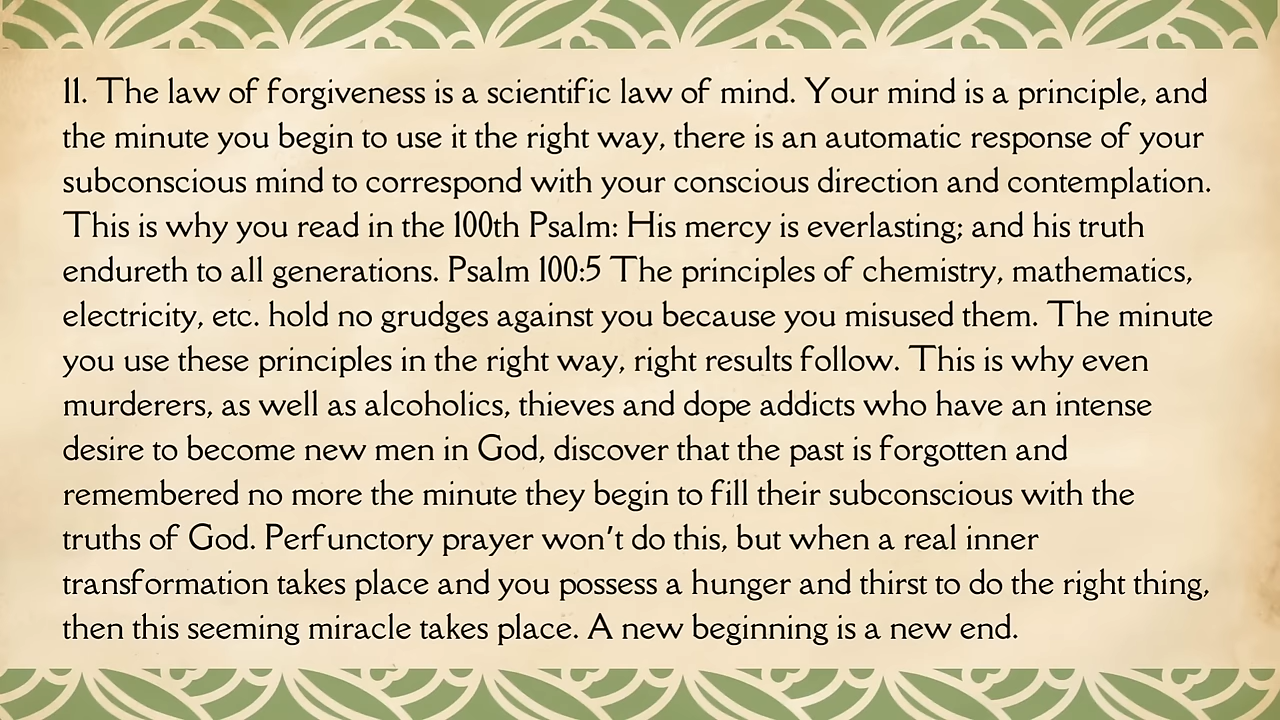 11. The law of forgiveness is a scientific law of mind. Your mind is a principle, and
the minute you begin to use it the right way, there is an automatic response of your
subconscious mind to correspond with your conscious direction and contemplation.
This is why you read in the 100th Psalm: His mercy is everlasting; and his truth
endureth to all generations. Psalm 100:5 The principles of chemistry, mathematics,
electricity, etc. hold no grudges against you because you misused them. The minute
you use these principles in the right way, right results follow. This is why even
murderers, as well as alcoholics, thieves and dope addicts who have an intense
desire to become new men in God, discover that the past is forgotten and
remembered no more the minute they begin to fill their subconscious with the
truths of God. Perfunctory prayer won't do this, but when a real inner
transformation takes place and you possess a hunger and thirst to do the right thing,
then this seeming miracle takes place. A new beginning is a new end.